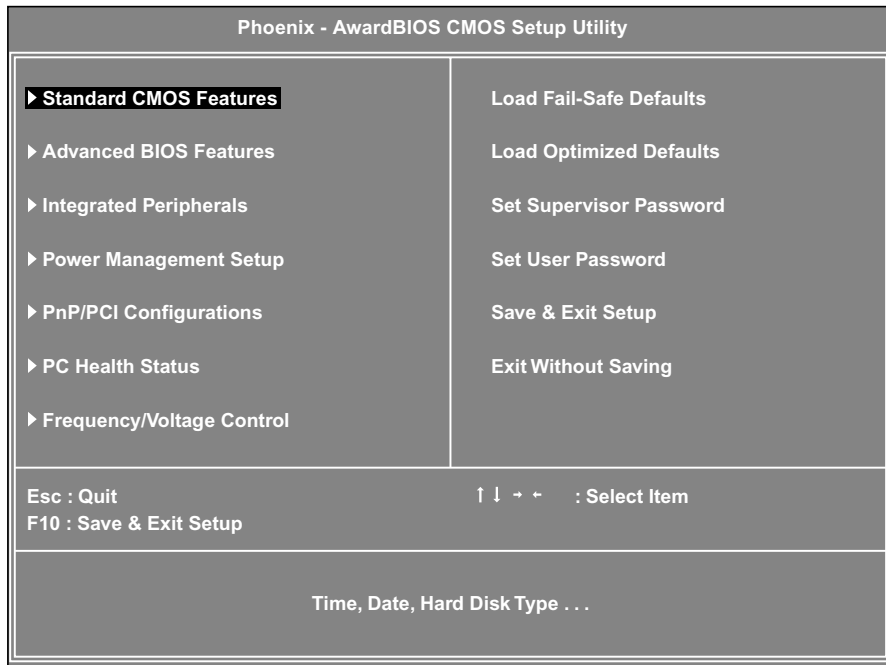 Phoenix - AwardBIOS CMOS Setup Utility
Standard CMOS Features
Advanced BIOS Features
Integrated Peripherals
Power Management Setup
PnP/PCI Configurations
PC Health Status
Frequency/Voltage Control
Load Fail-Safe Defaults
Load Optimized Defaults
Set Supervisor Password
Set User Password
Save & Exit Setup
Exit Without Saving
Esc : Quit
F10 : Save & Exit Setup
↑ ↓ → ← : Select Item
Time, Date, Hard Disk Type . . .